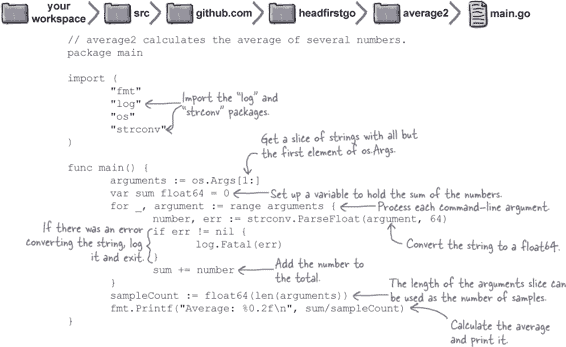 your workspace src github.com headfirstgo average2 main.go
// average2 calculates the average of several numbers.
package main
import (
"fmt"
"log" Import the "log" and
"os" "strconv" packages.
"strconv"
)
Get a slice of strings with all but
the first element of os.Args.
func main() {
arguments := os.Args[1:]
var sum float64 = 0 Set up a variable to hold the sum of the numbers.
for _, argument := range arguments { Process each command-line argument.
number, err := strconv.ParseFloat(argument, 64)
If there was an error
converting the string, log
it and exit.
if err != nil {
log.Fatal(err)
}
Convert the string to a float64.
sum += number
Add the number to
the total.
}
The length of the arguments slice can
be used as the number of samples.
sampleCount := float64(len(arguments))
fmt.Printf("Average: %0.2f\n", sum/sampleCount)
Calculate the average
and print it.
}